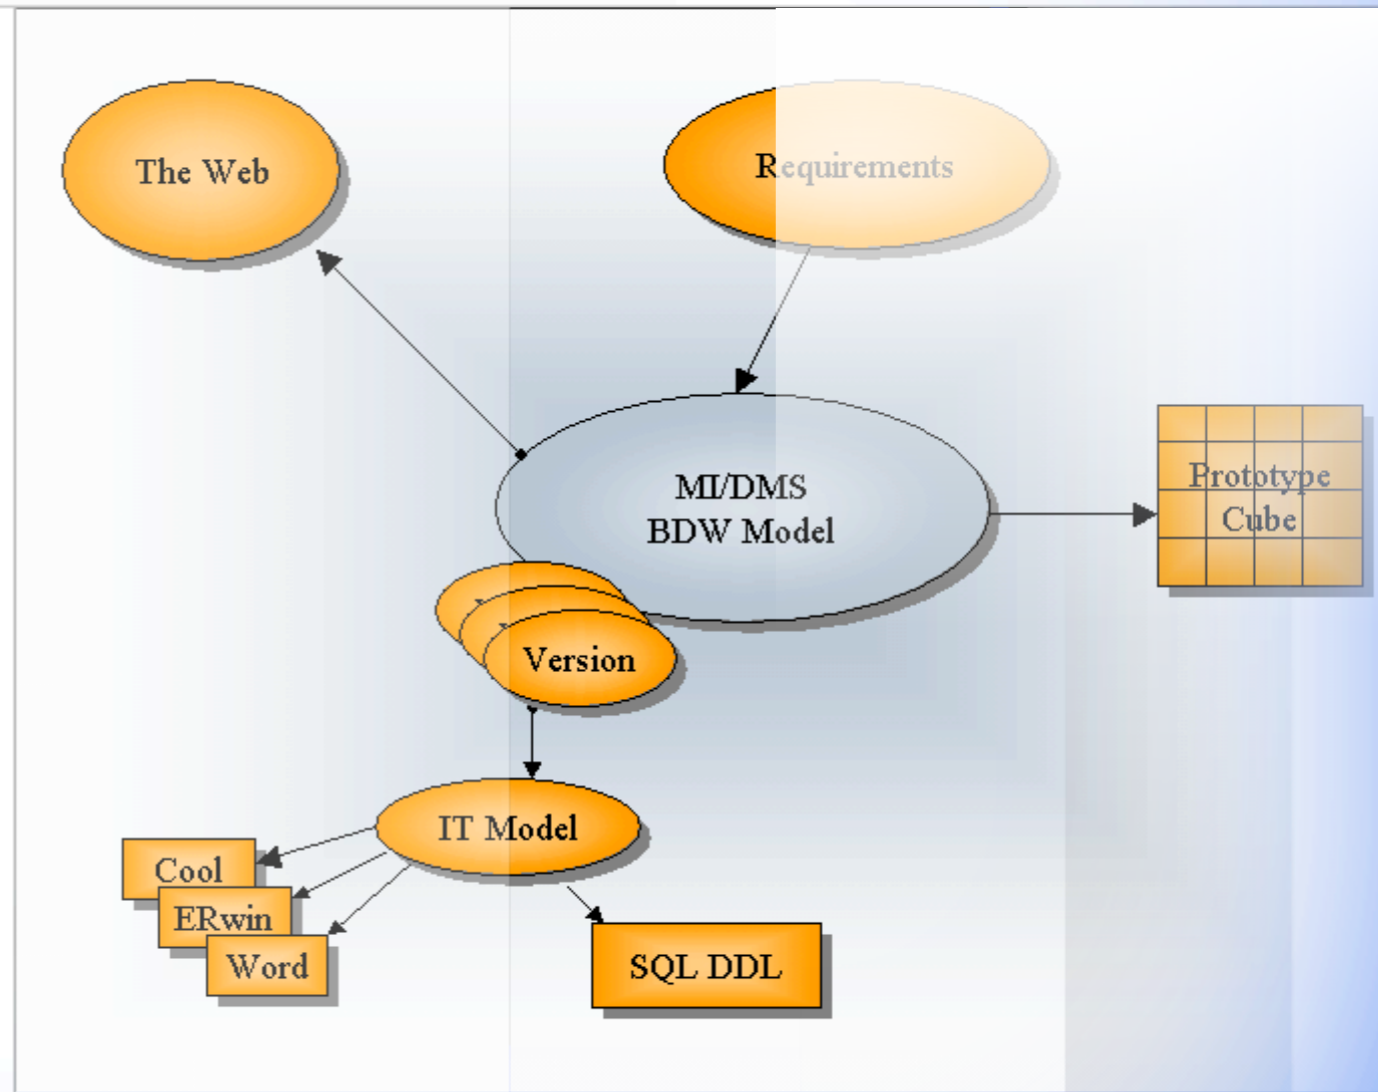 The Web
Requirements
MI/DMS
BDW Model
Prototype
Cube
Version
IT Model
Cool
ERwin
Word
SQL DDL